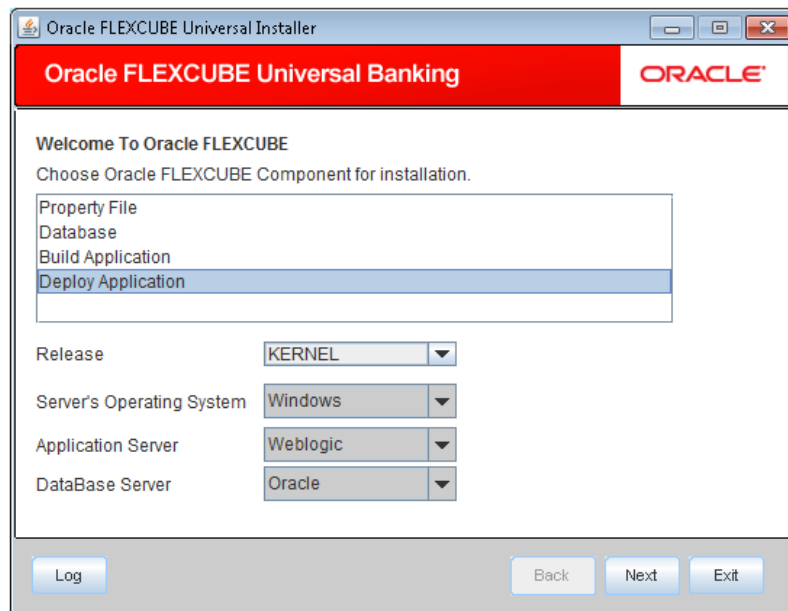 Oracle FLEXCUBE Universal Installer
Oracle FLEXCUBE Universal Banking
ORACLE
Welcome To Oracle FLEXCUBE
Choose Oracle FLEXCUBE Component for installation.
Property File
Database
Build Application
Deploy Application
Release KERNEL
Server's Operating System Windows
Application Server Weblogic
DataBase Server Oracle
Log Back Next Exit